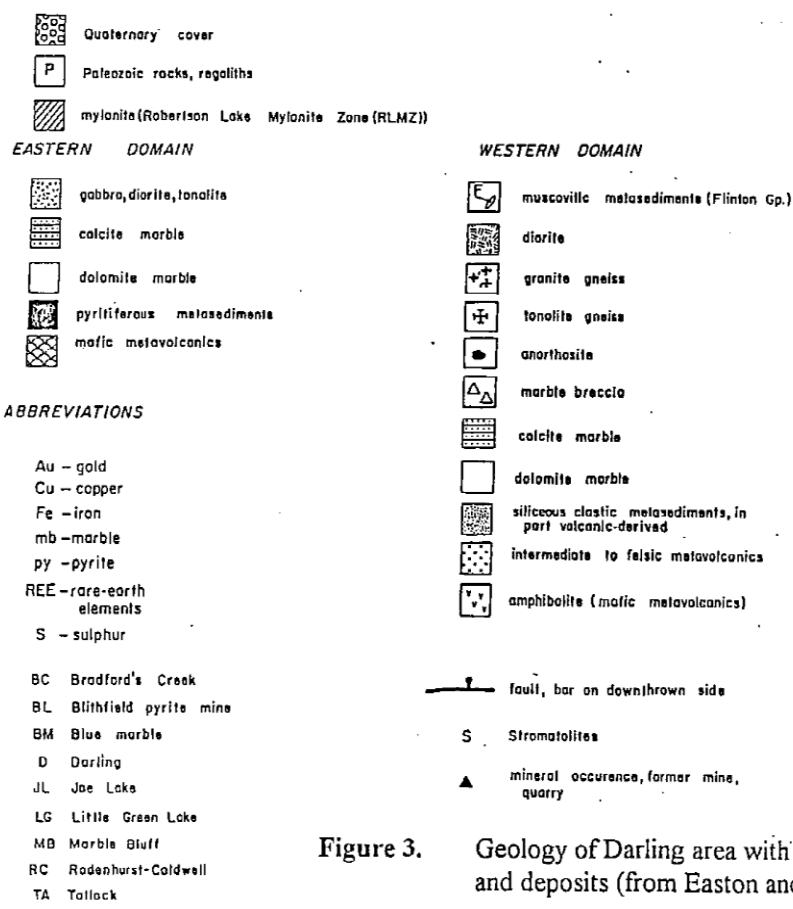 Quaternary cover
P Paleozoic rocks, regoliths
mylonite (Robertson Lake Mylonite Zone (RLMZ))
EASTERN DOMAIN
gabbro, diorite, tonalite
calcite marble
dolomite marble
pyritiferous metasediments
mafic metavolcanics
ABBREVIATIONS
Au – gold
Cu – copper
Fe – iron
mb – marble
py – pyrite
REE – rare-earth
elements
S – sulphur
BC Bradford's Creek
BL Blithfield pyrite mine
BM Blue marble
D Darling
JL Joe Lake
LG Little Green Lake
MB Marble Bluff
RC Rodenhurst-Caldwell
TA Tallock
WESTERN DOMAIN
F muscovitic metasediments (Flinton Gp.)
diorite
granite gneiss
tonolite gneiss
anorthosite
marble breccia
calcite marble
dolomite marble
siliceous clastic metasediments, in
part volcanic-derived
intermediate to felsic metavolcanics
amphibolite (mafic metavolcanics)
fault, bar on downthrown side
S Stromatolites
mineral occurence, former mine,
quarry
Figure 3. Geology of Darling area with
and deposits (from Easton and